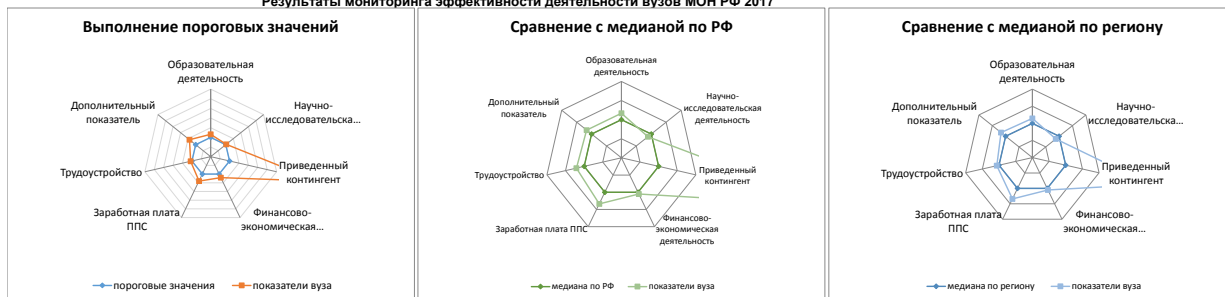 Результаты мониторинга эффективности деятельности вузов МОН РФ 2017
Выполнение пороговых значений
Образовательная
деятельность
Научно-
исследовательска...
Приведенный
контингент
Финансово-
экономическая...
Заработная плата
ППС
Трудоустройство
Дополнительный
показатель
пороговые значения
показатели вуза
Сравнение с медианой по РФ
Образовательная
деятельность
Научно-
исследовательская
деятельность
Приведенный
контингент
Финансово-
экономическая
деятельность
Заработная плата ППС
Трудоустройство
Дополнительный
показатель
медиана по РФ
показатели вуза
Сравнение с медианой по региону
Образовательная
деятельность
Научно-
исследовательска...
Приведенный
контингент
Финансово-
экономическая...
Заработная плата
ППС
Трудоустройство
Дополнительный
показатель
медиана по региону
показатели вуза